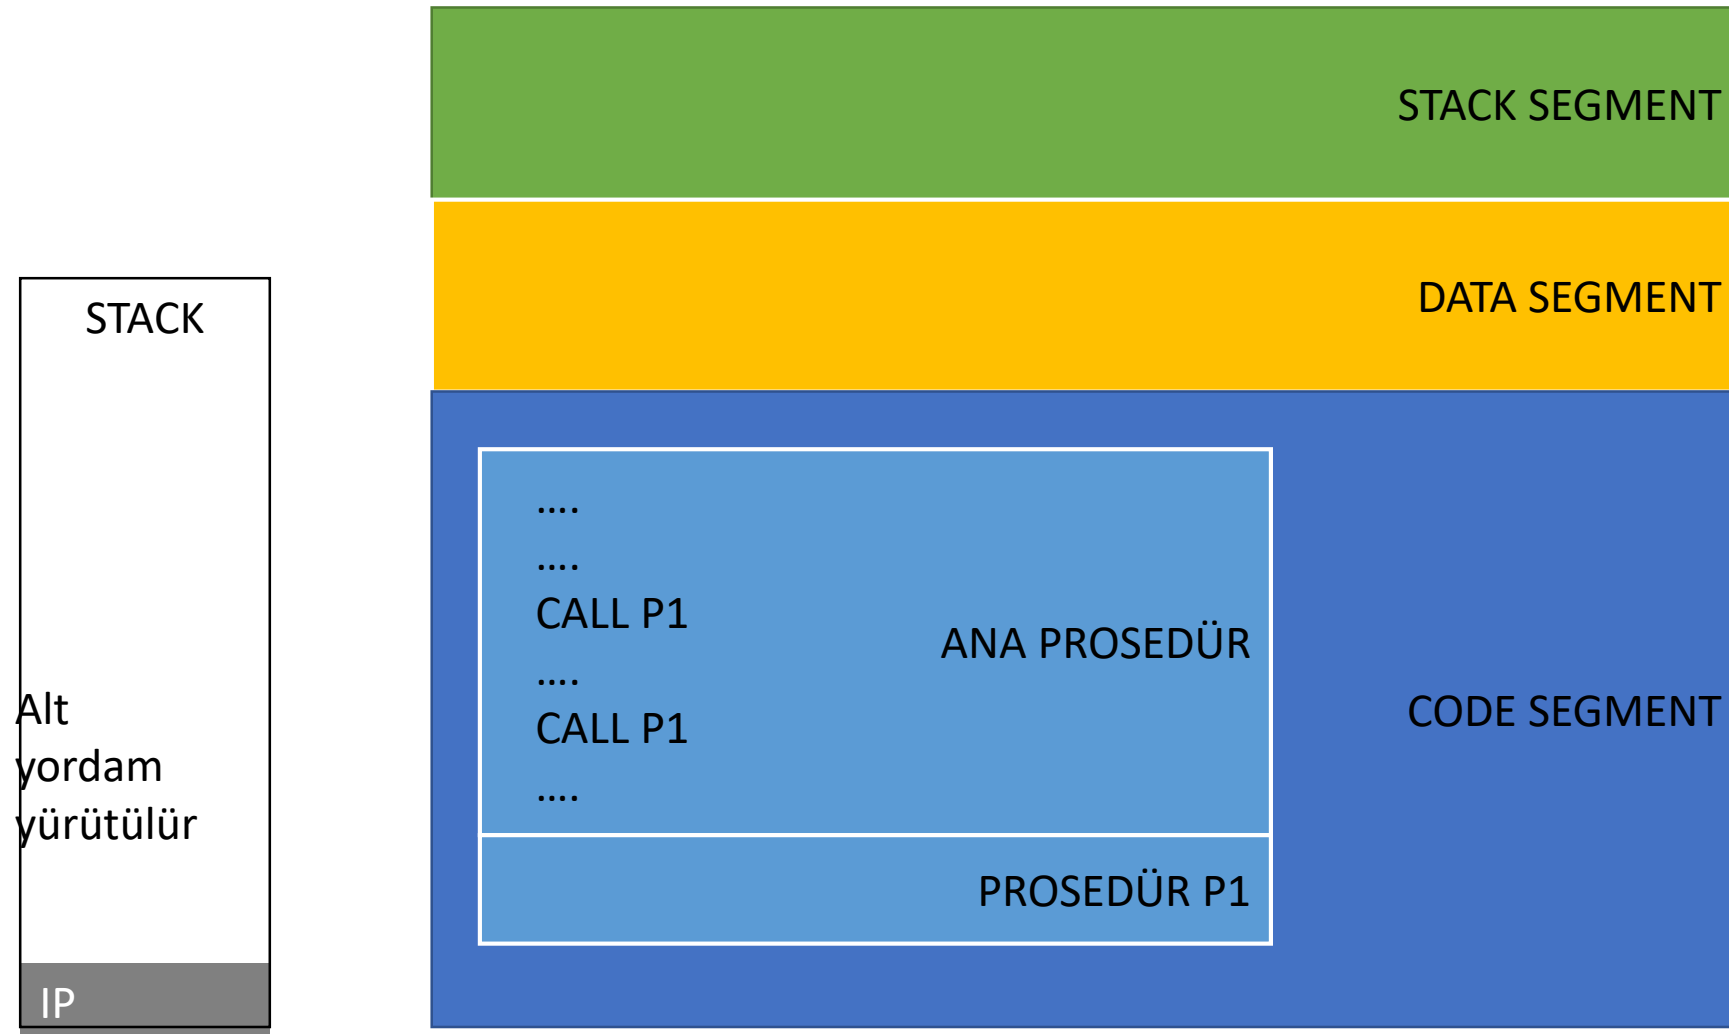 STACK SEGMENT
DATA SEGMENT
STACK
….
….
CALL P1
….
CALL P1
….
ANA PROSEDÜR
CODE SEGMENT
Alt
yordam
yürütülür
PROSEDÜR P1
IP